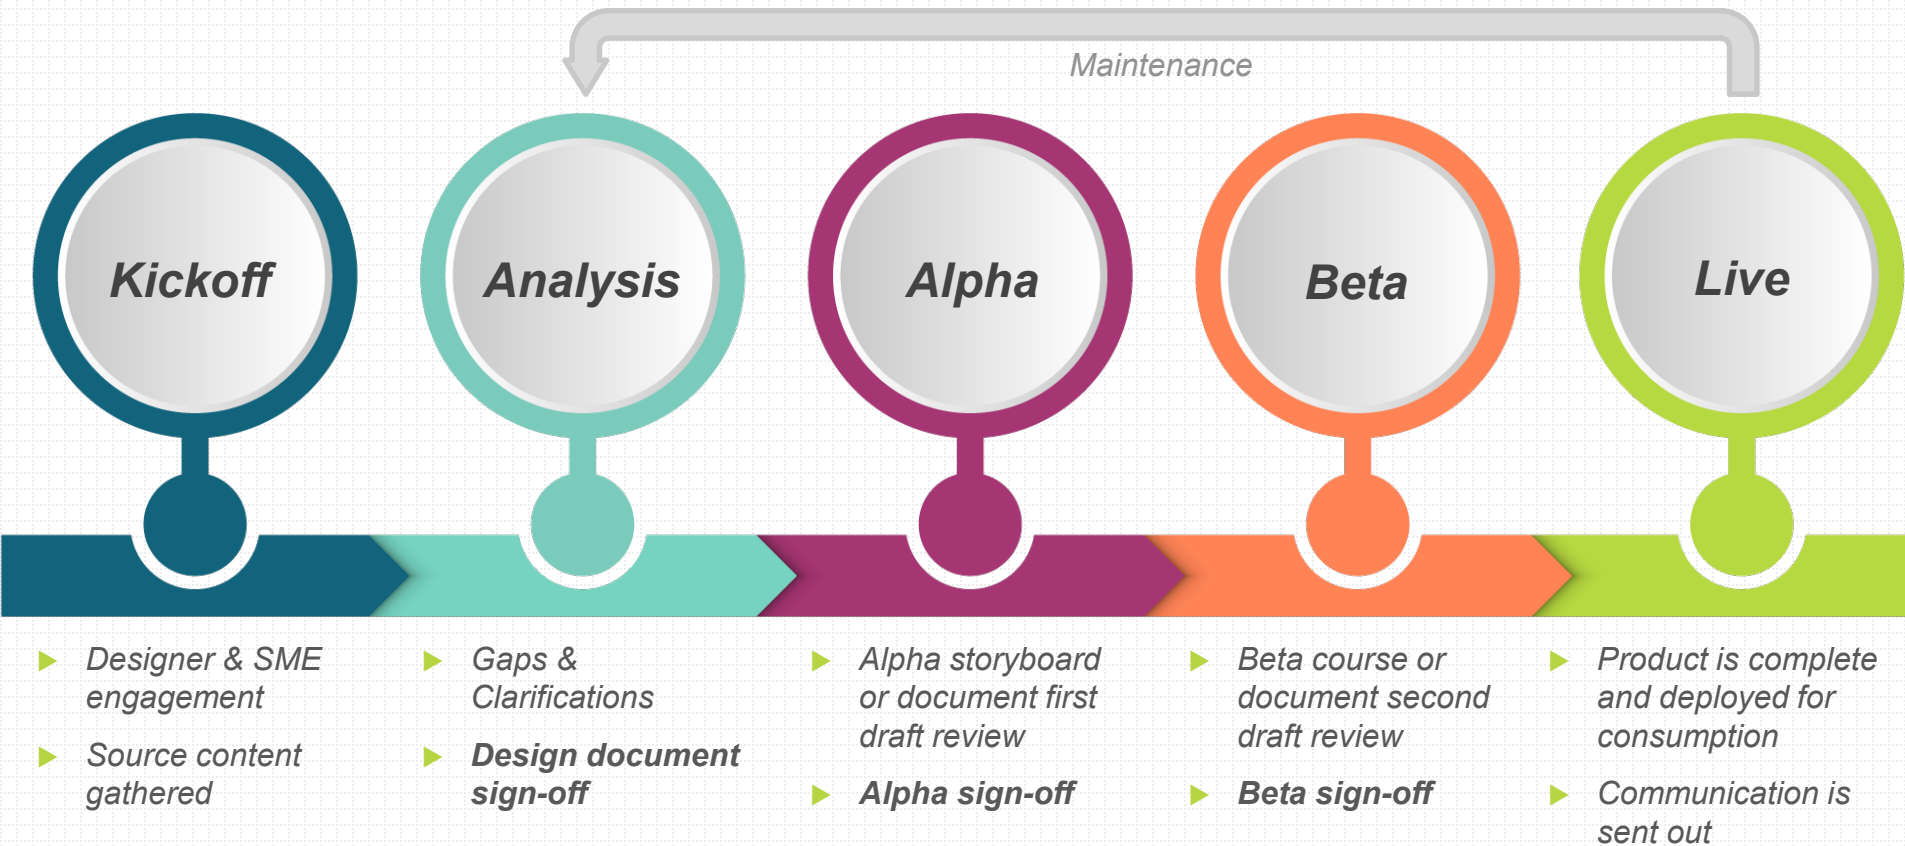 Maintenance
Kickoff
Analysis
Alpha
Beta
Live
Designer & SME
engagement
Source content
gathered
Gaps &
Clarifications
Design document
sign-off
Alpha storyboard
or document first
draft review
Alpha sign-off
Beta course or
document second
draft review
Beta sign-off
Product is complete
and deployed for
consumption
Communication is
sent out